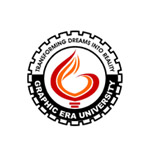 TRANSFORMING DREAMS INTO REALITY
GRAPHIC ERA UNIVERSITY